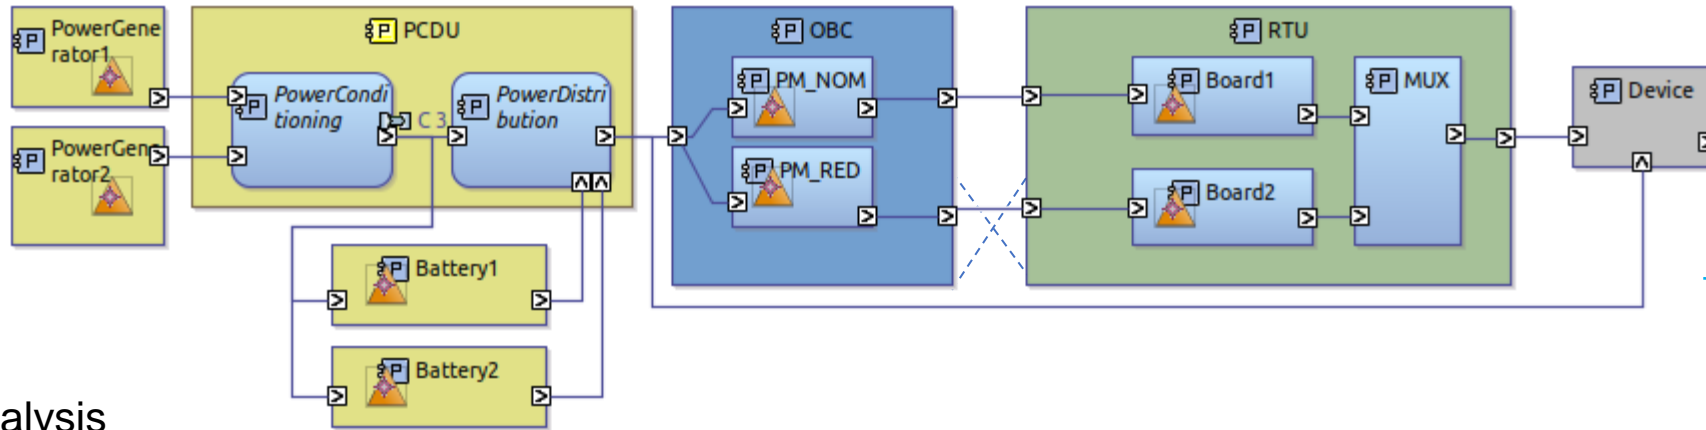 PowerGene
rator1
PCDU
OBC
RTU
PowerCondi
tioning
C 3
PowerDistri
bution
P PM_NOM
P Board1
P MUX
P Device
PowerGene
rator2
P PM_RED
P Board2
P Battery1
P Battery2
alysis